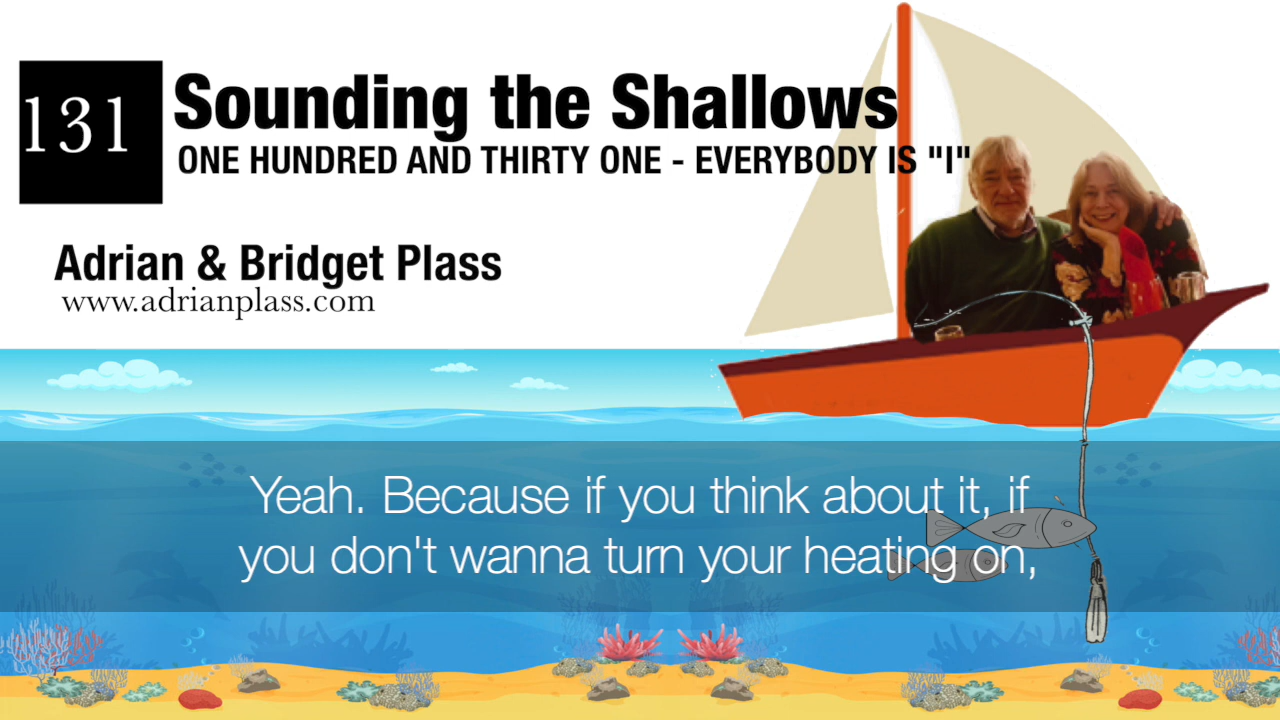 131
Sounding the Shallows
ONE HUNDRED AND THIRTY ONE - EVERYBODY IS "I"
Adrian & Bridget Plass
www.adrianplass.com
Yeah. Because if you think about it, if
you don't wanna turn your heating on,